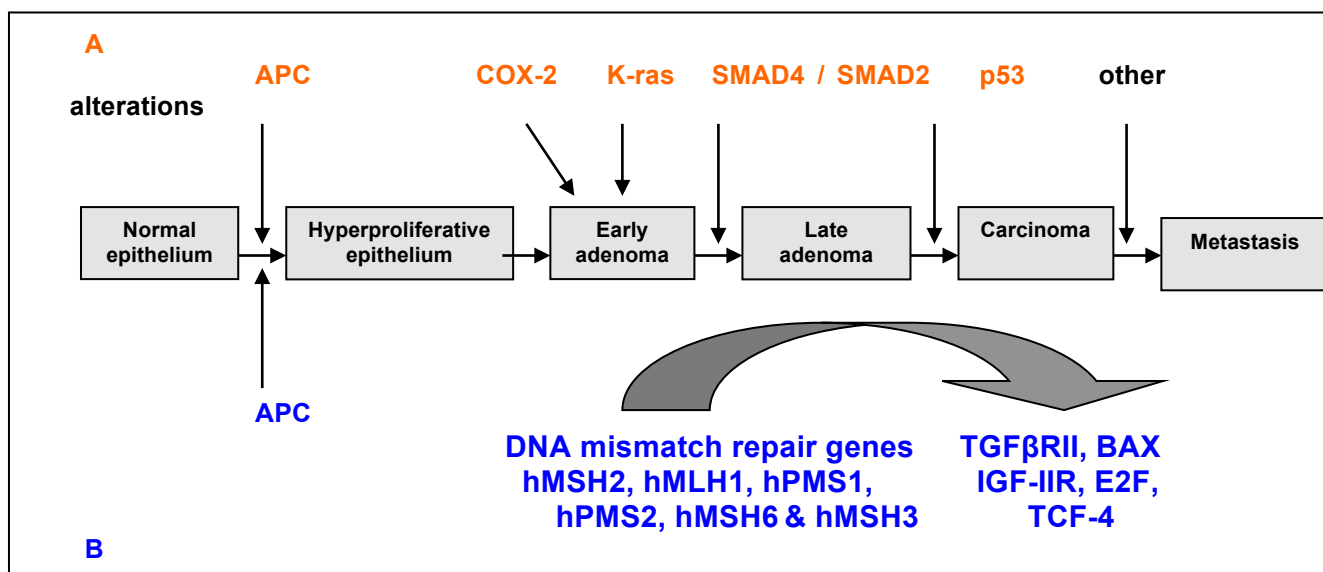 A
APC COX-2 K-ras SMAD4 / SMAD2 p53 other
alterations
Normal
epithelium
Hyperproliferative
epithelium
Early
adenoma
Late
adenoma
Carcinoma
Metastasis
APC
DNA mismatch repair genes
hMSH2, hMLH1, hPMS1,
hPMS2, hMSH6 & hMSH3
TGFβRII, BAX
IGF-IIR, E2F,
TCF-4
B